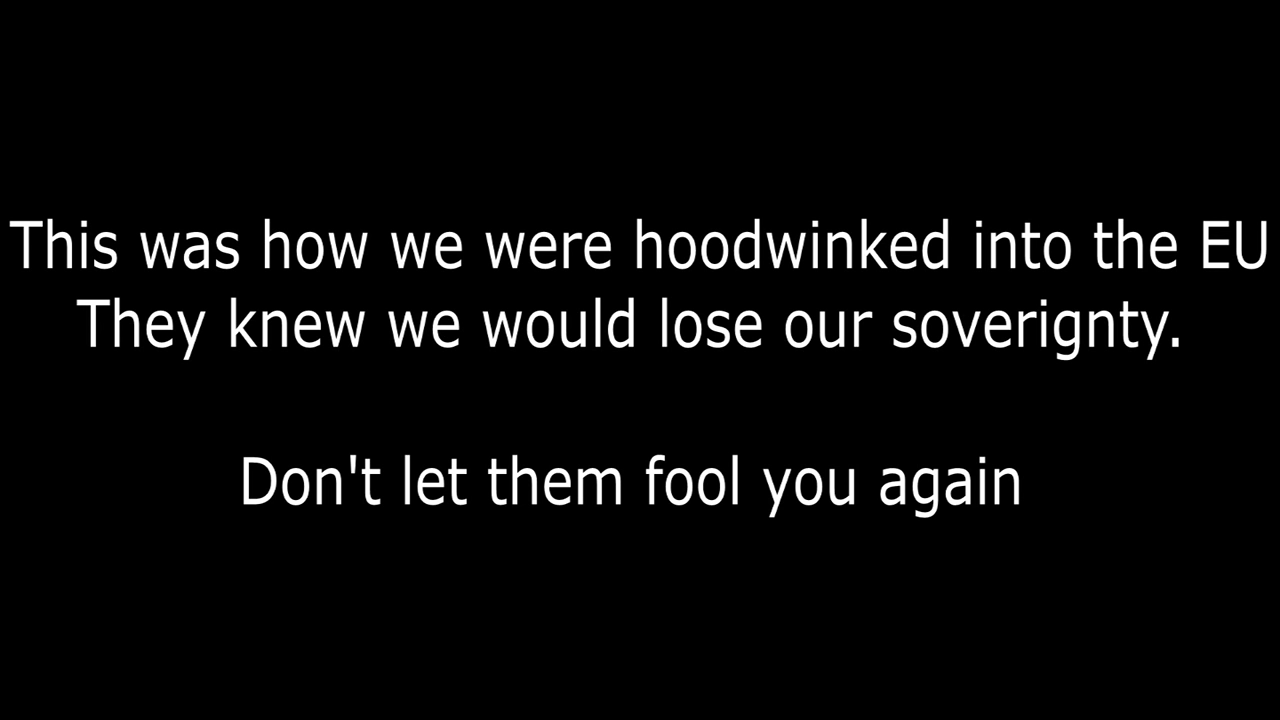 This was how we were hoodwinked into the EU
They knew we would lose our soverignty.
Don't let them fool you again